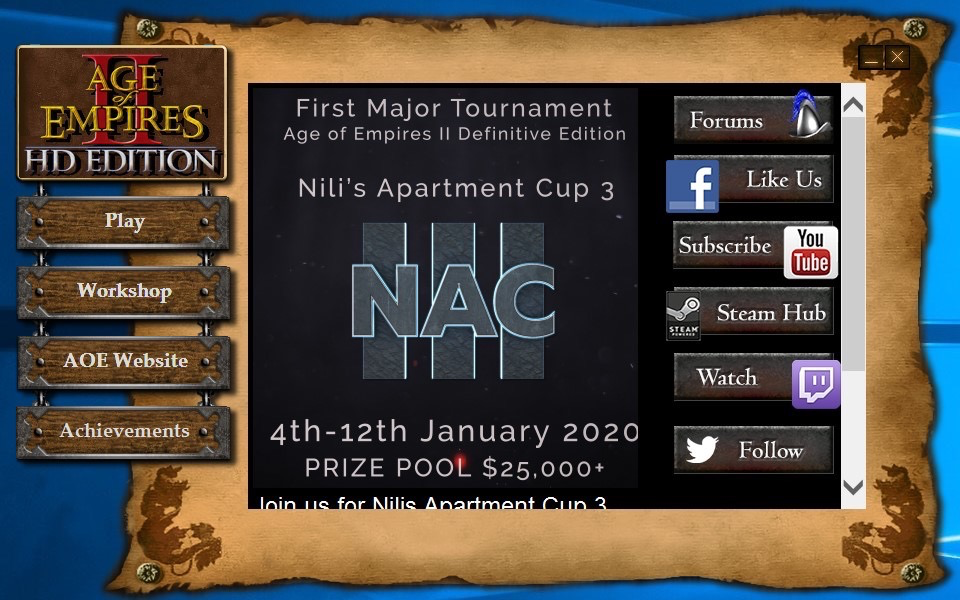 II
AGE
of
EMPIRES
HD EDITION
Play
Workshop
AOE Website
Achievements
First Major Tournament
Age of Empires II Definitive Edition
Nili's Apartment Cup 3
III
NAC
4th-12th January 2020
PRIZE POOL $25,000+
Join us for Nilis Apartment Cup 3
Forums
f
Like Us
Subscribe
You
Tube
STEAM
POWERED
Steam Hub
Watch
Follow